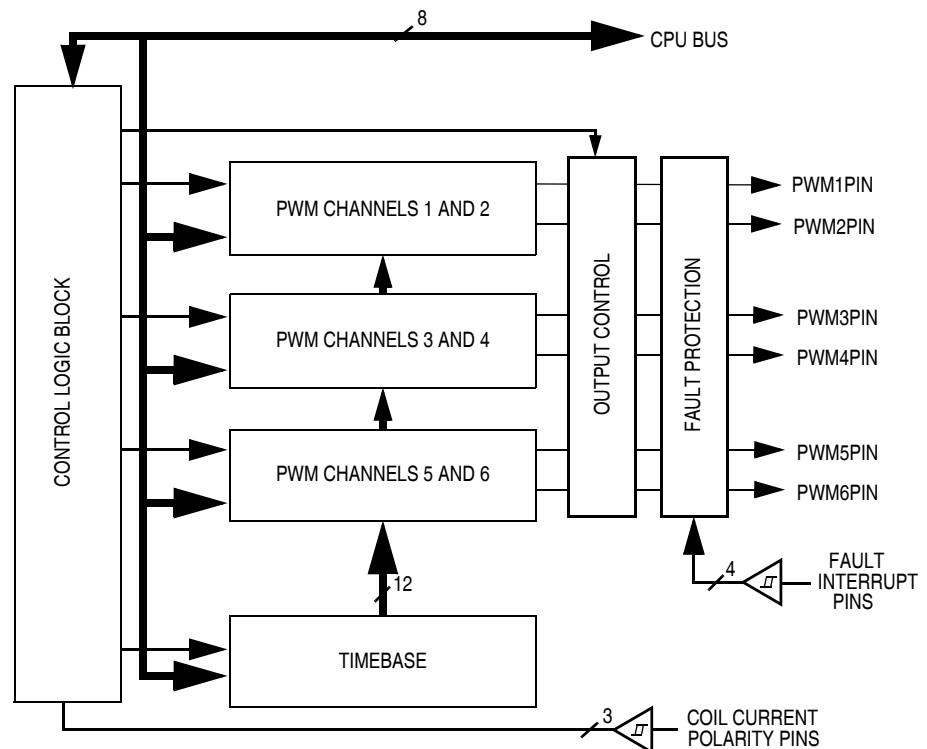 8
CPU BUS
CONTROL LOGIC BLOCK
PWM CHANNELS 1 AND 2
PWM CHANNELS 3 AND 4
PWM CHANNELS 5 AND 6
12
TIMEBASE
OUTPUT CONTROL
FAULT PROTECTION
PWM1PIN
PWM2PIN
PWM3PIN
PWM4PIN
PWM5PIN
PWM6PIN
4
FAULT
INTERRUPT
PINS
3
COIL CURRENT
POLARITY PINS